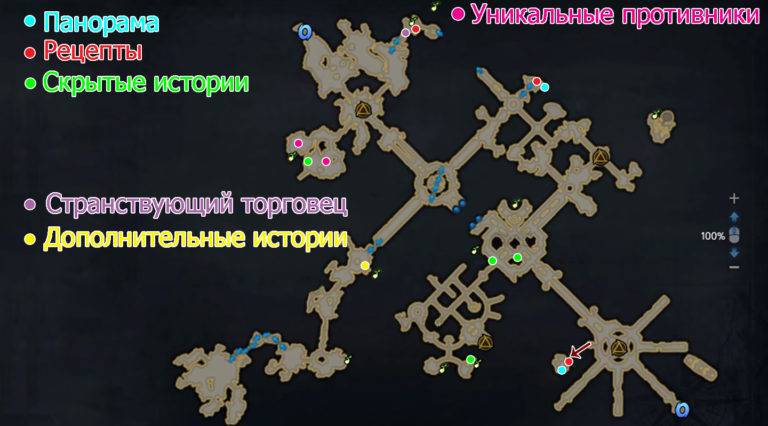 Панорама
Уникальные противники
Рецепты
Скрытые истории
Странствующий торговец
Дополнительные истории
100%